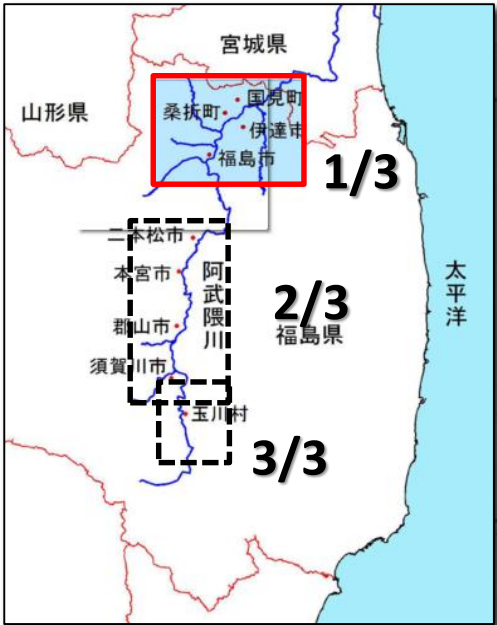 宮城県
山形県
国見町
桑折町
伊達市
福島市
1/3
二本松市
本宮市
阿武隈川
太平洋
2/3
福島県
郡山市
須賀川市
玉川村
3/3